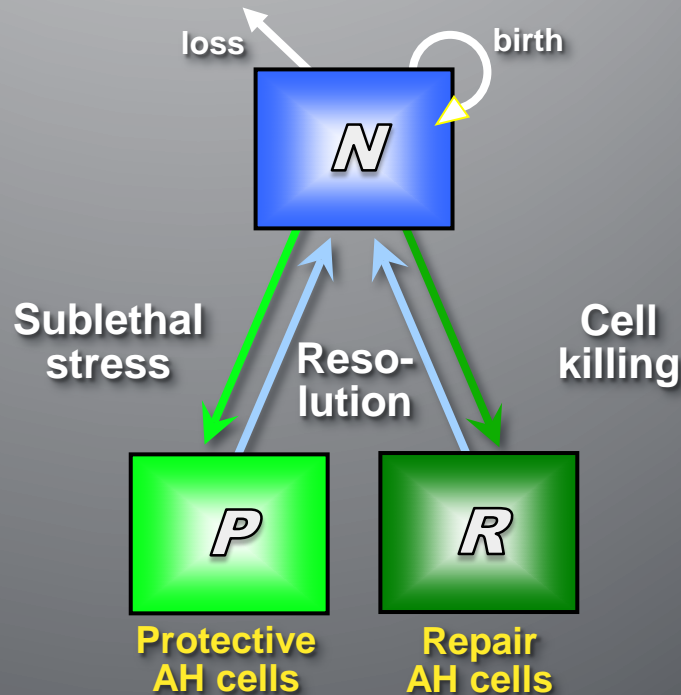 loss
birth
N
Sublethal
stress
Reso-
lution
Cell
killing
P
R
Protective
AH cells
Repair
AH cells